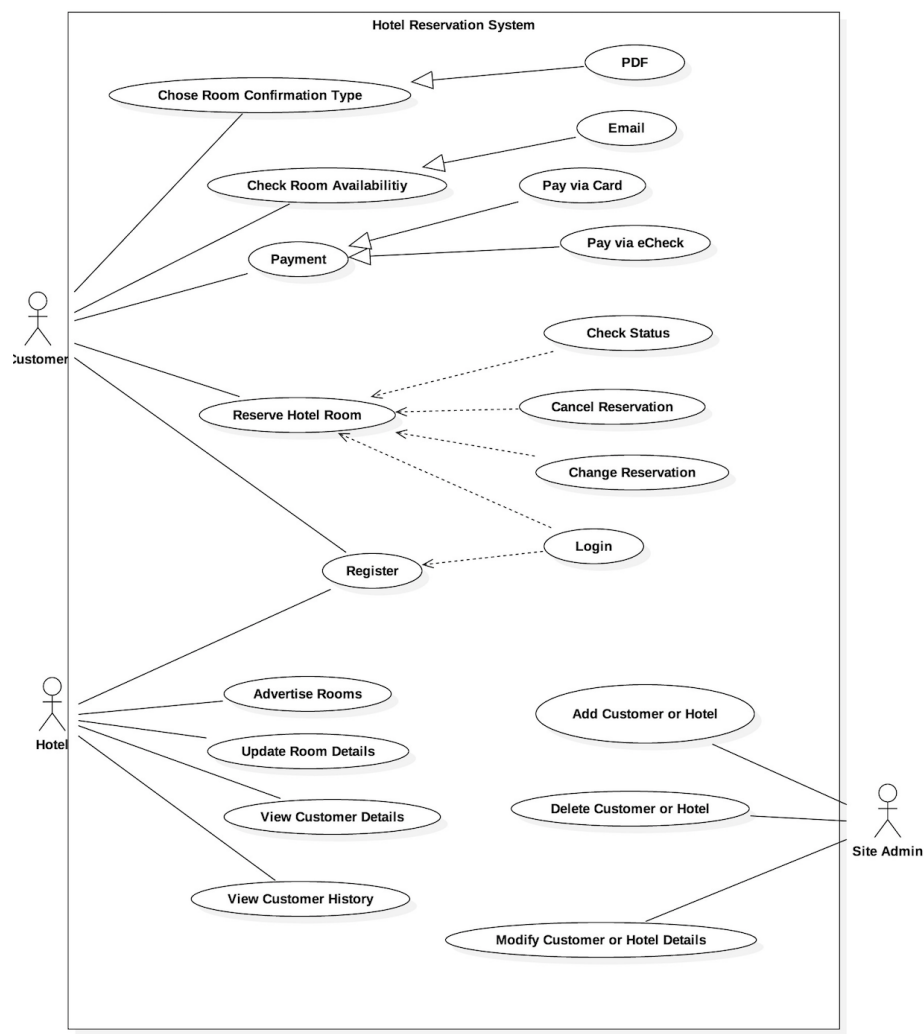 Hotel Reservation System
PDF
Chose Room Confirmation Type
Email
Check Room Availabilitiy
Pay via Card
Pay via eCheck
Payment
Customer
Check Status
Reserve Hotel Room
Cancel Reservation
Change Reservation
Login
Register
Hotel
Advertise Rooms
Add Customer or Hotel
Update Room Details
View Customer Details
Delete Customer or Hotel
Site Admin
View Customer History
Modify Customer or Hotel Details